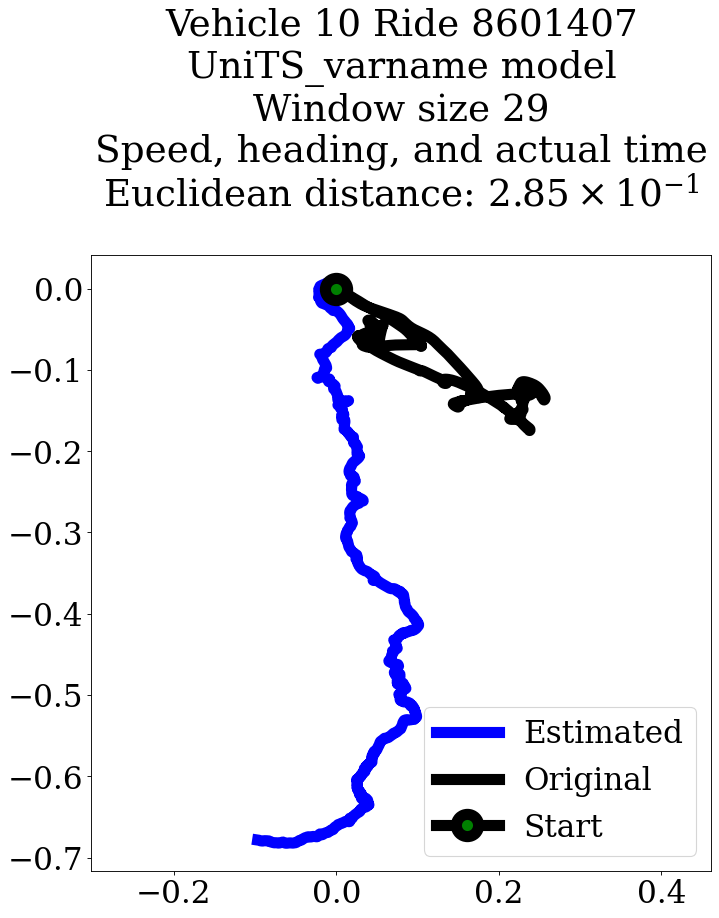 Vehicle 10 Ride 8601407
UniTS_varname model
Window size 29
Speed, heading, and actual time
Euclidean distance: 2.85 × 10⁻¹
0.0
−0.1
−0.2
−0.3
−0.4
−0.5
−0.6
−0.7
Estimated
Original
Start
−0.2 0.0 0.2 0.4